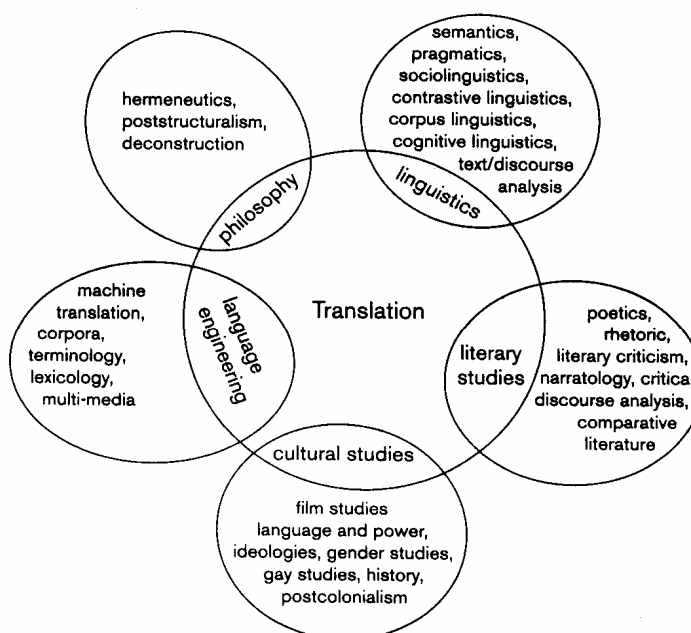 hermeneutics,
poststructuralism,
deconstruction
philosophy
semantics,
pragmatics,
sociolinguistics,
contrastive linguistics,
corpus linguistics,
cognitive linguistics,
text/discourse
analysis
linguistics
Translation
machine
translation,
corpora,
terminology,
lexicology,
multi-media
language
engineering
literary
studies
poetics,
rhetoric,
literary criticism,
narratology, critica
discourse analysis,
comparative
literature
cultural studies
film studies
language and power,
ideologies, gender studies,
gay studies, history,
postcolonialism